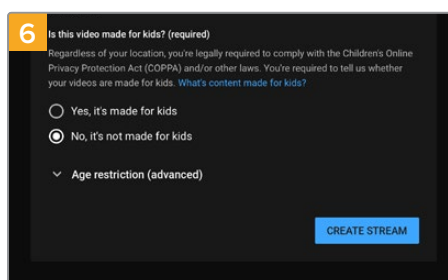 6
Is this video made for kids? (required)
Regardless of your location, you're legally required to comply with the Children's Online
Privacy Protection Act (COPPA) and/or other laws. You're required to tell us whether
your videos are made for kids. What's content made for kids?
Yes, it's made for kids
No, it's not made for kids
Age restriction (advanced)
CREATE STREAM